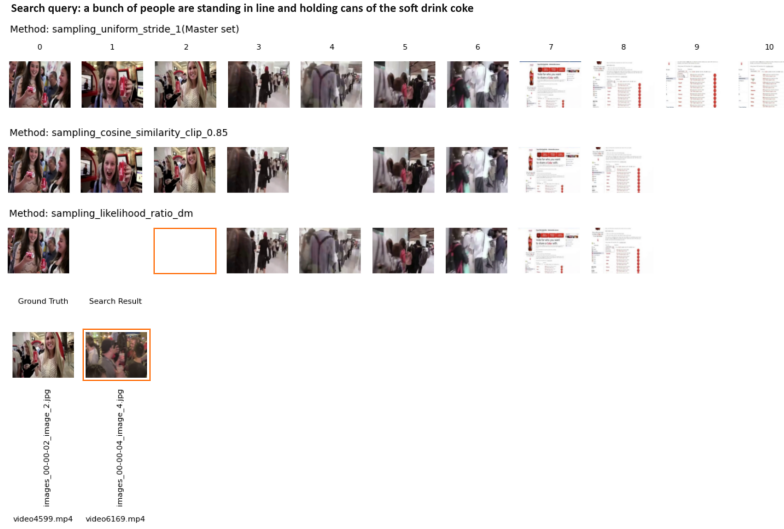 Search query: a bunch of people are standing in line and holding cans of the soft drink coke
Method: sampling_uniform_stride_1(Master set)
0 1 2 3 4 5 6 7 8 9 10
Method: sampling_cosine_similarity_clip_0.85
Method: sampling_likelihood_ratio_dm
Ground Truth Search Result
images_00-00-02_image_2.jpg
images_00-00-04_image_4.jpg
video4599.mp4 video6169.mp4